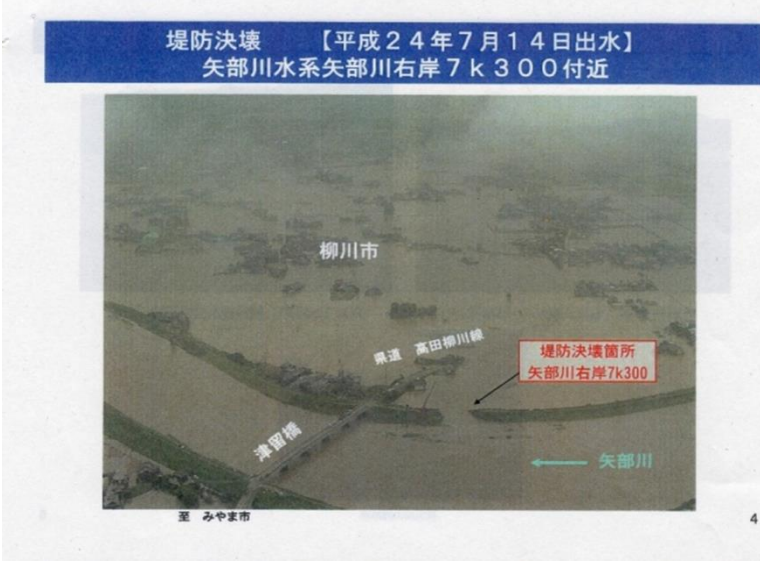 堤防決壊　【平成２４年７月１４日出水】
矢部川水系矢部川右岸７ｋ３００付近
柳川市
県道　高田柳川線
堤防決壊箇所
矢部川右岸7k300
津留橋
矢部川
至　みやま市
4